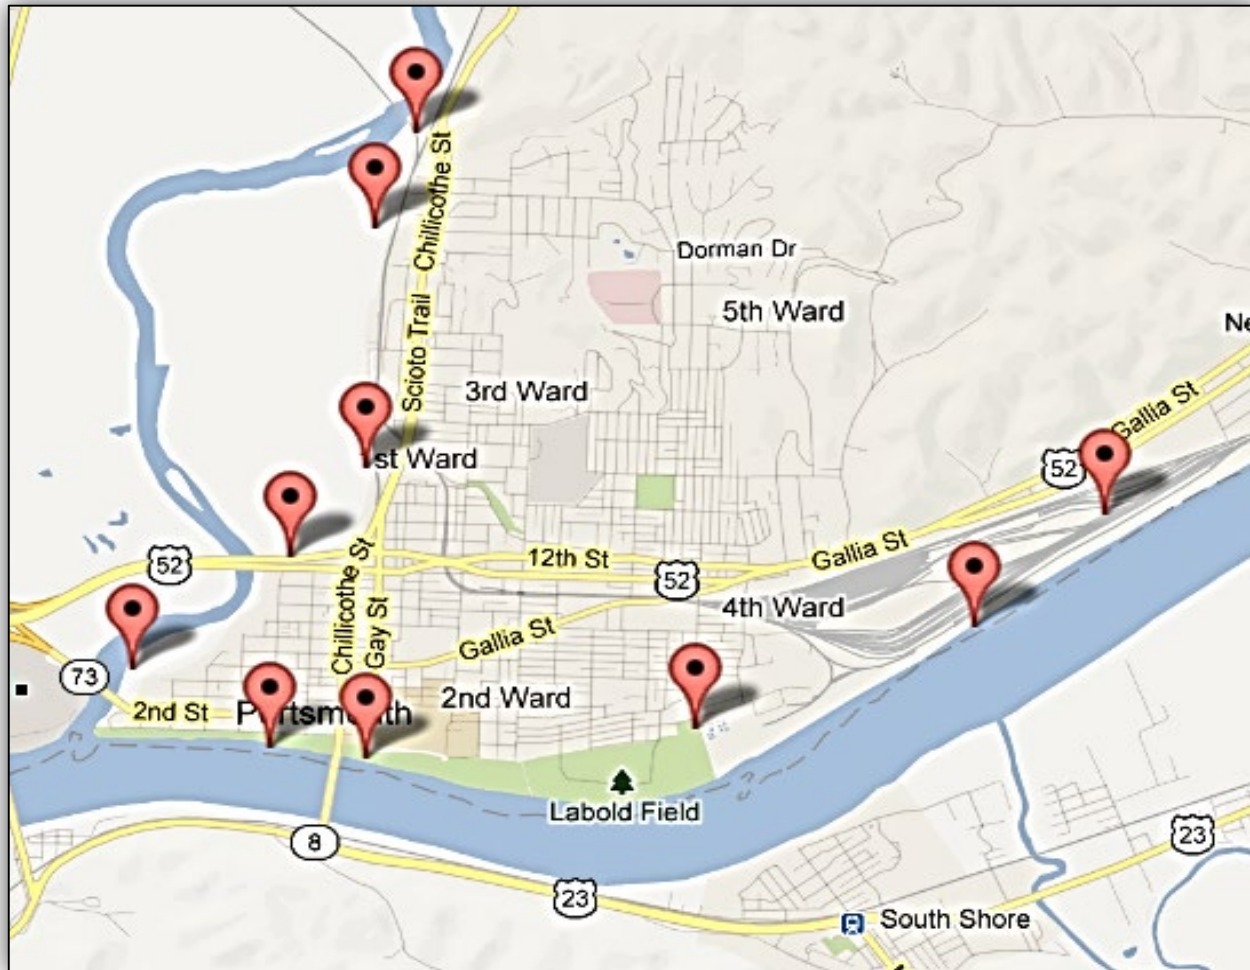 Chillicothe St
Dorman Dr
5th Ward
Ne
Scioto Trail
3rd Ward
Gallia St
1st Ward
52
52
12th St
Gallia St
52
4th Ward
Chillicothe St
Gay St
Gallia St
73
2nd St
Portsmouth
2nd Ward
Labold Field
8
23
23
South Shore